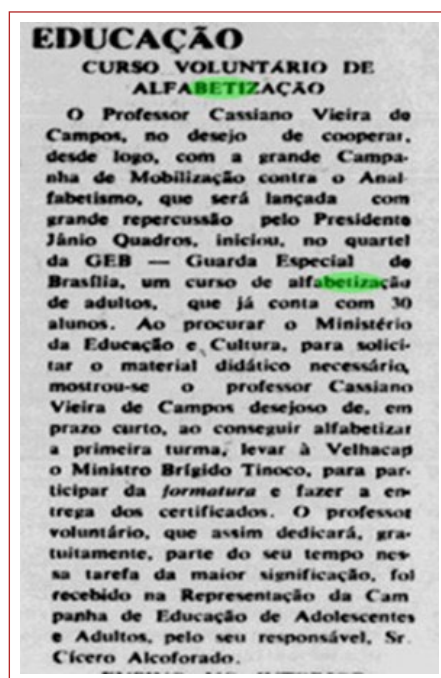 EDUCAÇÃO
CURSO VOLUNTÁRIO DE
ALFABETIZAÇÃO
O Professor Cassiano Vieira de
Campos, no desejo de cooperar,
desde logo, com a grande Campa-
nha de Mobilização contra o Anal-
fabetismo, que será lançada com
grande repercussão pelo Presidente
Jânio Quadros, iniciou, no quartel
da GEB — Guarda Especial de
Brasília, um curso de alfabetização
de adultos, que já conta com 30
alunos. Ao procurar o Ministério
da Educação e Cultura, para solici-
tar o material didático necessário,
mostrou-se o professor Cassiano
Vieira de Campos desejoso de, em
prazo curto, ao conseguir alfabetizar
a primeira turma, levar à Velhacap
o Ministro Brígido Tinoco, para par-
ticipar da formatura e fazer a en-
trega dos certificados. O professor
voluntário, que assim dedicará, gra-
tuitamente, parte do seu tempo nes-
sa tarefa da maior significação, foi
recebido na Representação da Cam
panha de Educação de Adolescentes
e Adultos, pelo seu responsável, Sr.
Cícero Alcoforado.